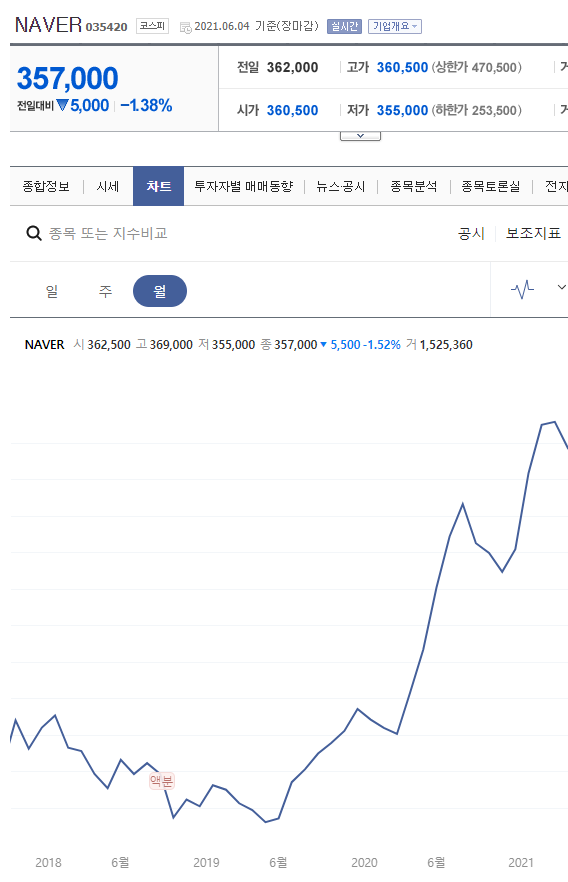 NAVER 035420 코스피 2021.06.04 기준(장마감) 실시간 기업개요
357,000
전일대비 ▼5,000 -1.38%
전일 362,000 고가 360,500 (상한가 470,500)
시가 360,500 저가 355,000 (하한가 253,500)
종합정보 시세 차트 투자자별 매매동향 뉴스·공시 종목분석 종목토론실 전자
종목 또는 지수비교 공시 보조지표
일 주 월
NAVER 시 362,500 고 369,000 저 355,000 종 357,000 ▼ 5,500 -1.52% 거 1,525,360
액분
2018 6월 2019 6월 2020 6월 2021